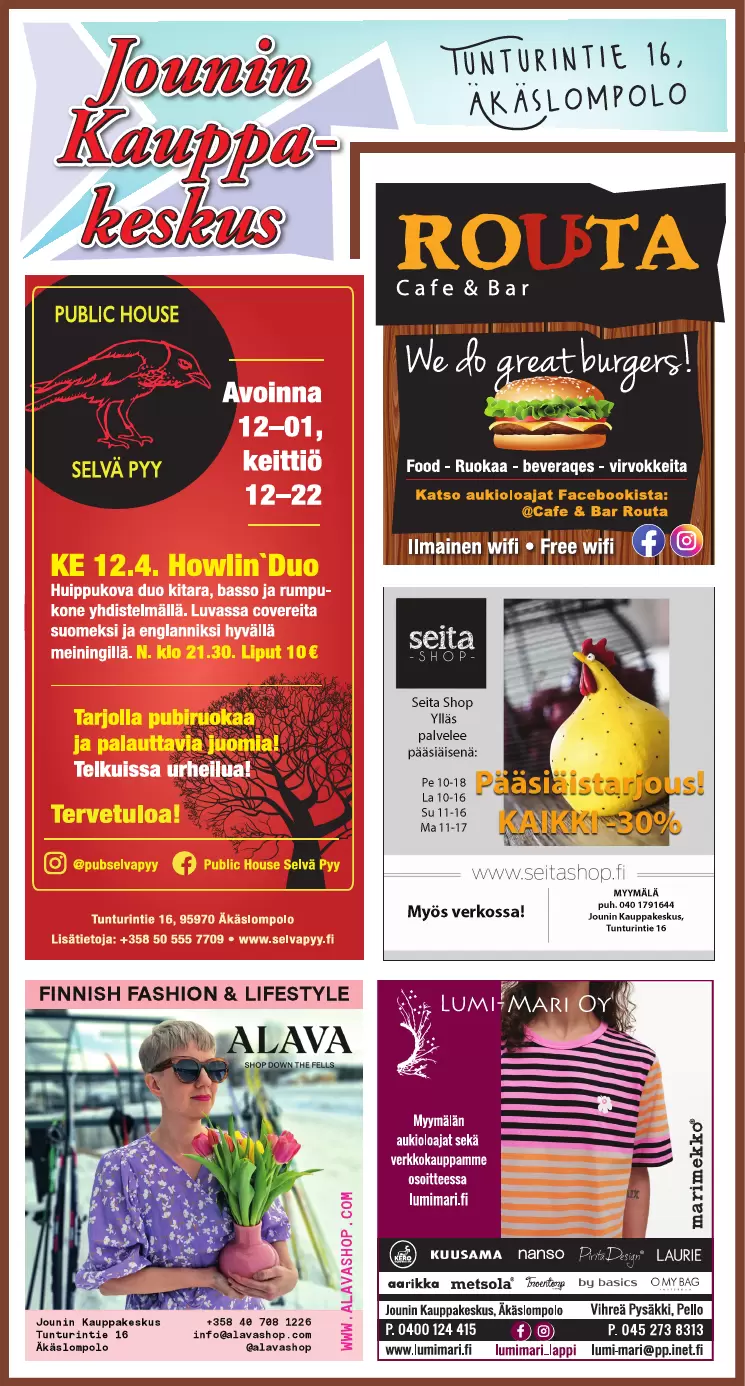 Jounin
Kauppa-
keskus
TUNTURINTIE 16,
ÄKÄSLOMPOLO
PUBLIC HOUSE
SELVÄ PYY
Avoinna
12–01,
keittiö
12–22
KE 12.4. Howlin`Duo
Huippukova duo kitara, basso ja rumpu-
kone yhdistelmällä. Luvassa covereita
suomeksi ja englanniksi hyvällä
meiningillä. N. klo 21.30. Liput 10 €
Tarjolla pubiruokaa
ja palauttavia juomia!
Telkuissa urheilua!
Tervetuloa!
@pubselvapyy
Public House Selvä Pyy
Tunturintie 16, 95970 Äkäslompolo
Lisätietoja: +358 50 555 7709 • www.selvapyy.fi
ROUTA
Cafe & Bar
We do great burgers!
Food - Ruokaa - beveraqes - virvokkeita
Katso aukioloajat Facebookista:
@Cafe & Bar Routa
Ilmainen wifi • Free wifi
seita
-SHOP-
Seita Shop
Ylläs
palvelee
pääsiäisenä:
Pe 10-18
La 10-16
Su 11-16
Ma 11-17
Pääsiäistarjous!
KAIKKI -30%
www.seitashop.fi
Myös verkossa!
MYYMÄLÄ
puh. 040 1791644
Jounin Kauppakeskus,
Tunturintie 16
FINNISH FASHION & LIFESTYLE
ALAVA
SHOP DOWN THE FELLS
WWW.ALAVASHOP.COM
Jounin Kauppakeskus
Tunturintie 16
Äkäslompolo
+358 40 708 1226
info@alavashop.com
@alavashop
LUMI-MARI OY
Myymälän
aukioloajat sekä
verkkokauppamme
osoitteessa
lumimari.fi
marimekko®
KERO
KUUSAMA
nanso
Pirita Design®
LAURIE
aarikka
metsola®
by basics
O MY BAG
Jounin Kauppakeskus, Äkäslompolo
P. 0400 124 415
www.lumimari.fi
lumimari_lappi
Vihreä Pysäkki, Pello
P. 045 273 8313
lumi-mari@pp.inet.fi